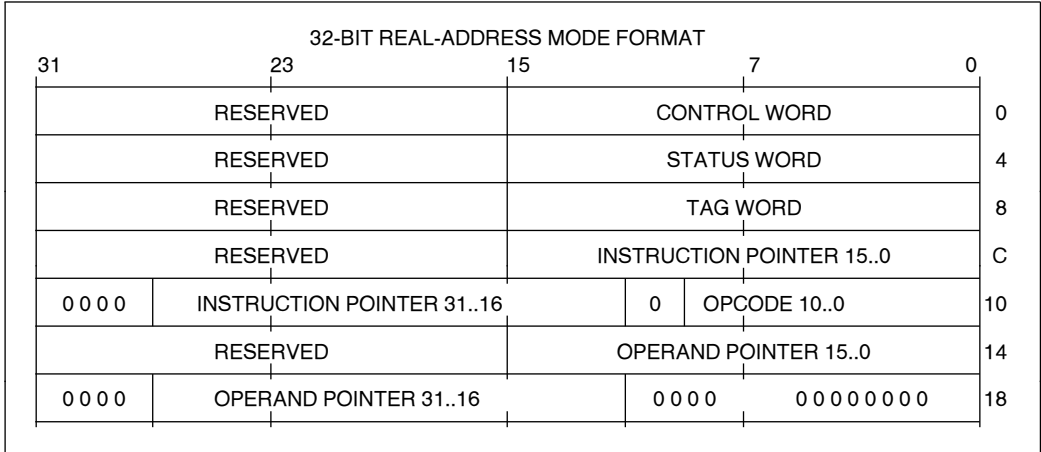 32-BIT REAL-ADDRESS MODE FORMAT
31 23 15 7 0
RESERVED CONTROL WORD 0
RESERVED STATUS WORD 4
RESERVED TAG WORD 8
RESERVED INSTRUCTION POINTER 15..0 C
0 0 0 0 INSTRUCTION POINTER 31..16 0 OPCODE 10..0 10
RESERVED OPERAND POINTER 15..0 14
0 0 0 0 OPERAND POINTER 31..16 0 0 0 0 0 0 0 0 0 0 0 0 18